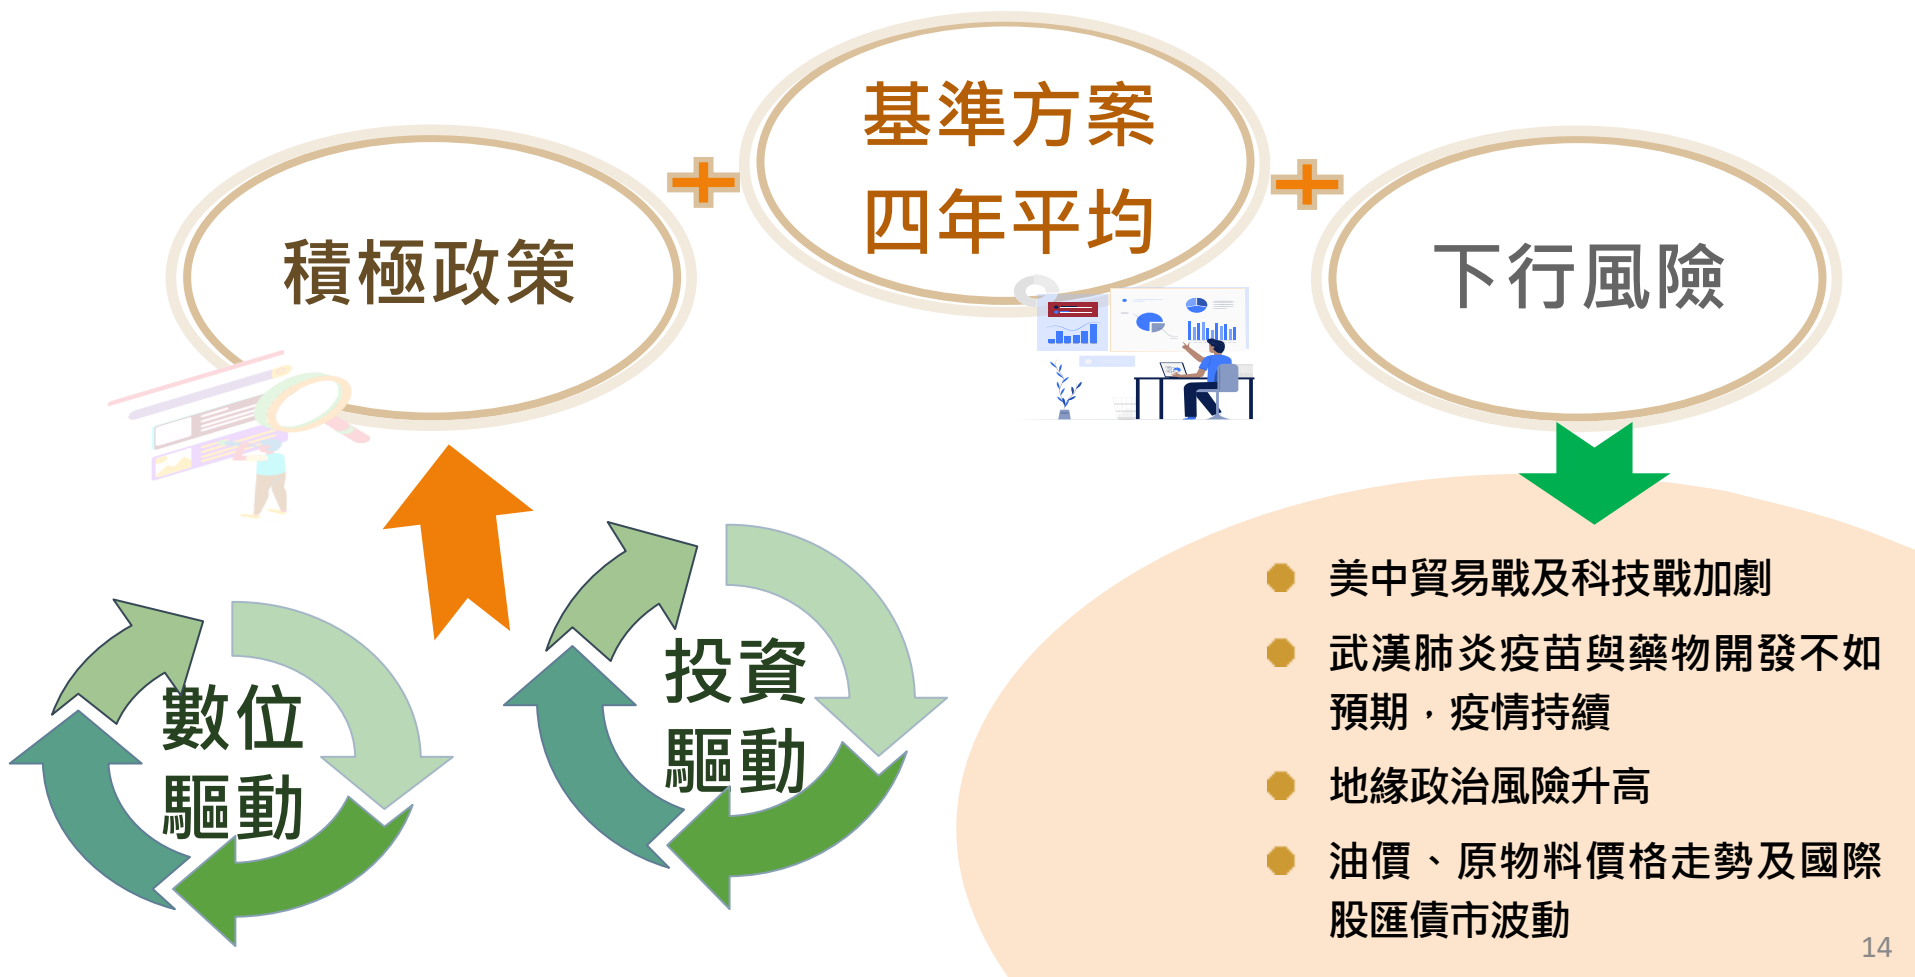 基準方案
四年平均
積極政策
下行風險
數位
驅動
投資
驅動
美中貿易戰及科技戰加劇
武漢肺炎疫苗與藥物開發不如
預期，疫情持續
地緣政治風險升高
油價、原物料價格走勢及國際
股匯債市波動
14